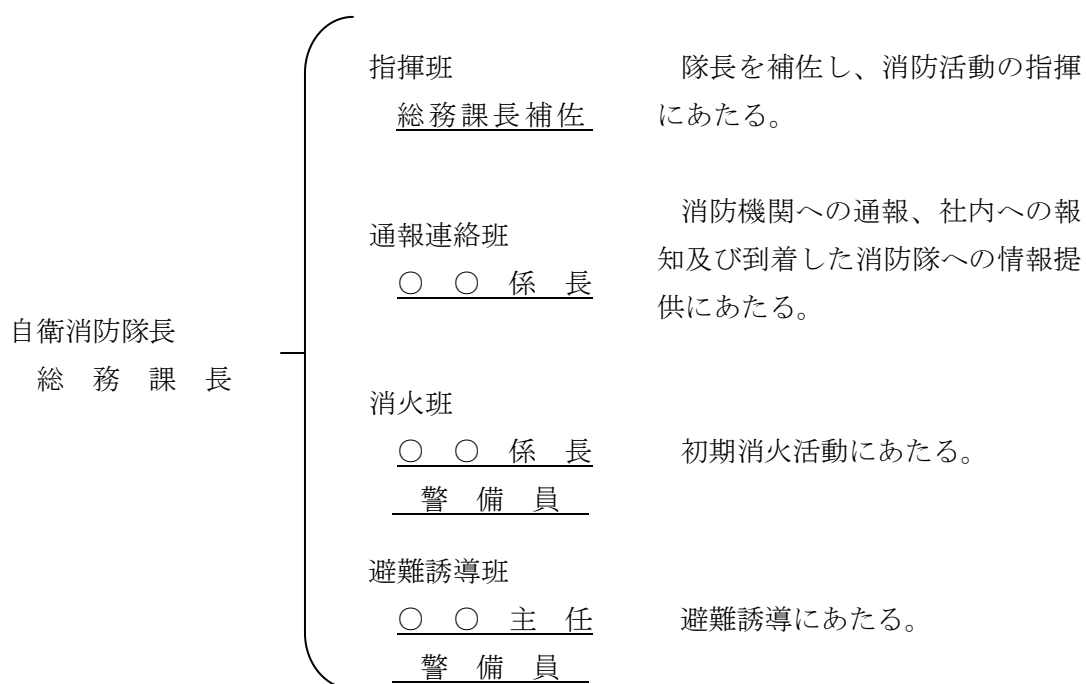 自衛消防隊長
総 務 課 長
指揮班
総務課長補佐
隊長を補佐し、消防活動の指揮
にあたる。
通報連絡班
○ ○ 係 長
消防機関への通報、社内への報
知及び到着した消防隊への情報提
供にあたる。
消火班
○ ○ 係 長
警 備 員
初期消火活動にあたる。
避難誘導班
○ ○ 主 任
警 備 員
避難誘導にあたる。